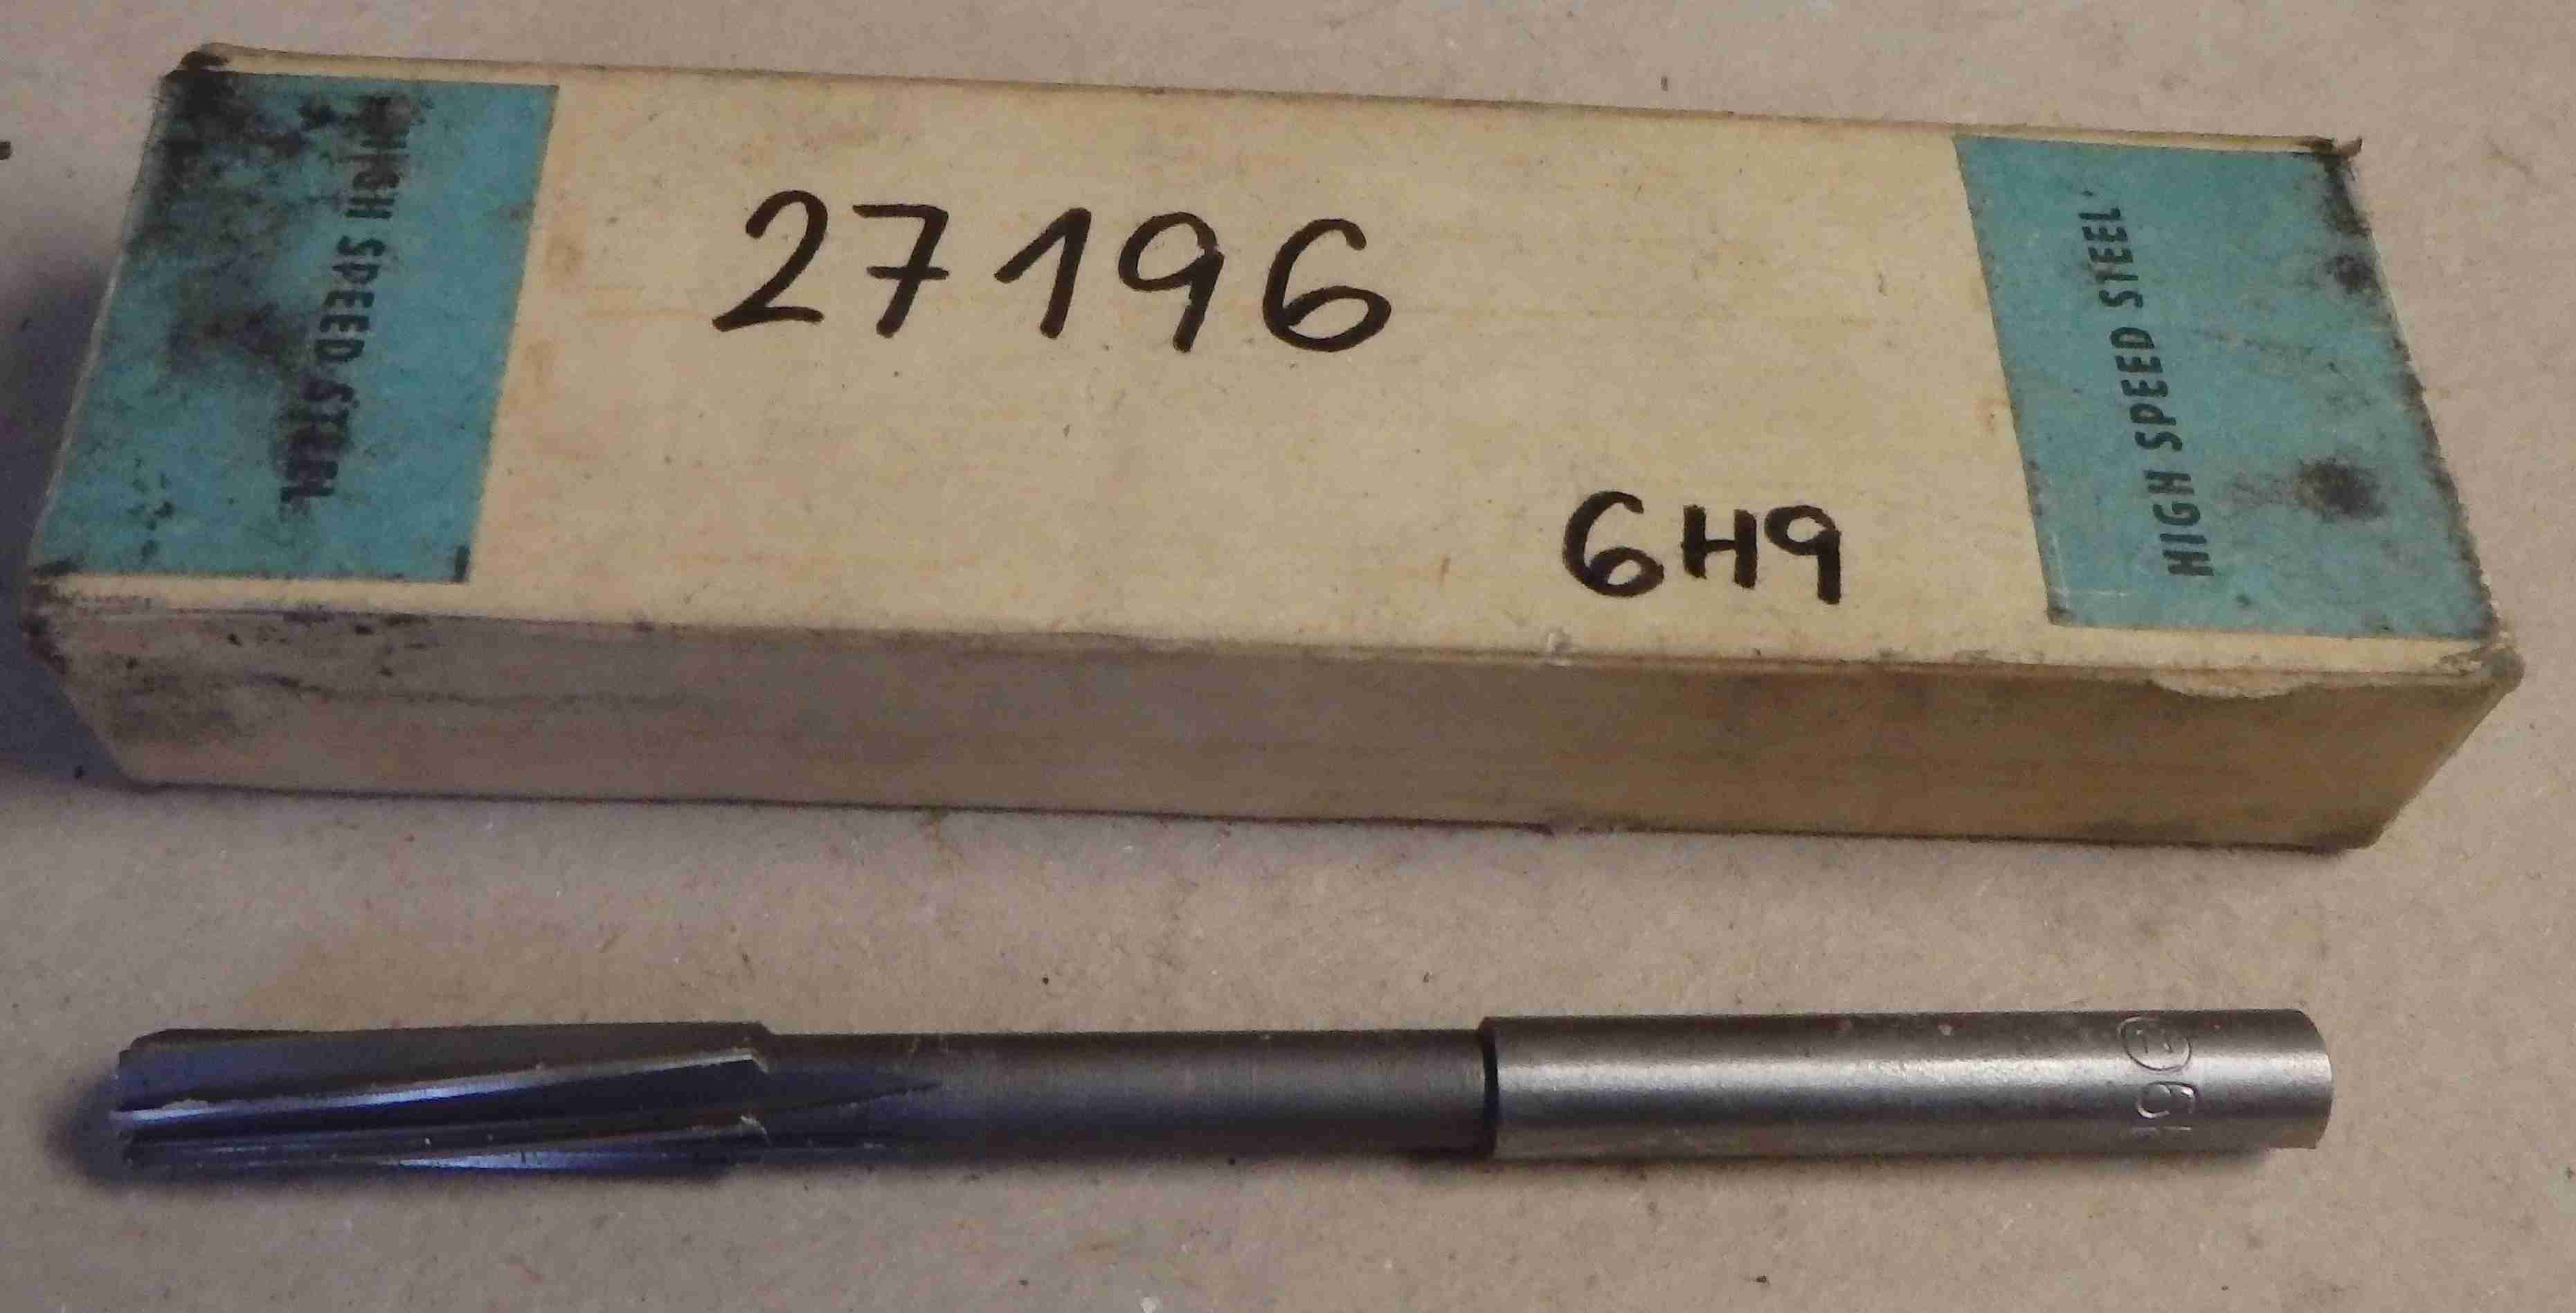 HIGH SPEED STEEL
27196
6H9
HIGH SPEED STEEL